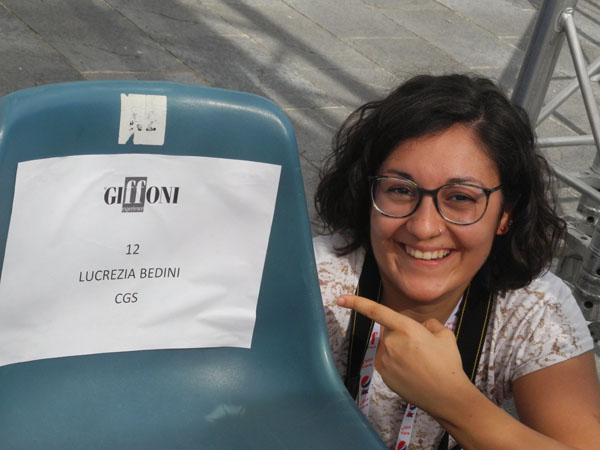 GIFFONI
12
LUCREZIA BEDINI
CGS